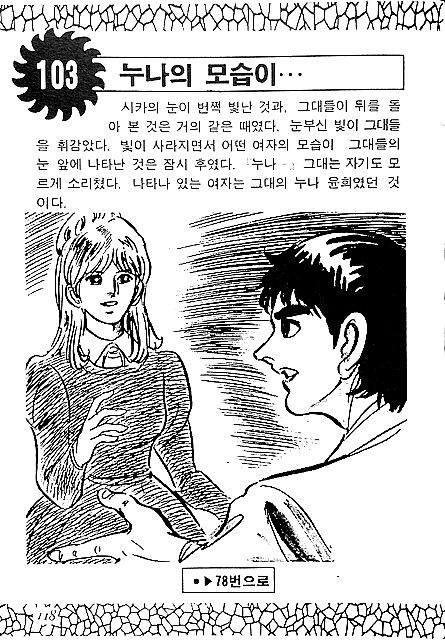 103 누나의 모습이…
시카의 눈이 번쩍 빛난 것과, 그대들이 뒤를 돌
아 본 것은 거의 같은 때였다. 눈부신 빛이 그대들
을 휘감았다. 빛이 사라지면서 어떤 여자의 모습이 그대들의
눈 앞에 나타난 것은 잠시 후였다. 『누나…』 그대는 자기도 모
르게 소리쳤다. 나타나 있는 여자는 그대의 누나 윤희였던 것
이다.
•▶78번으로
118